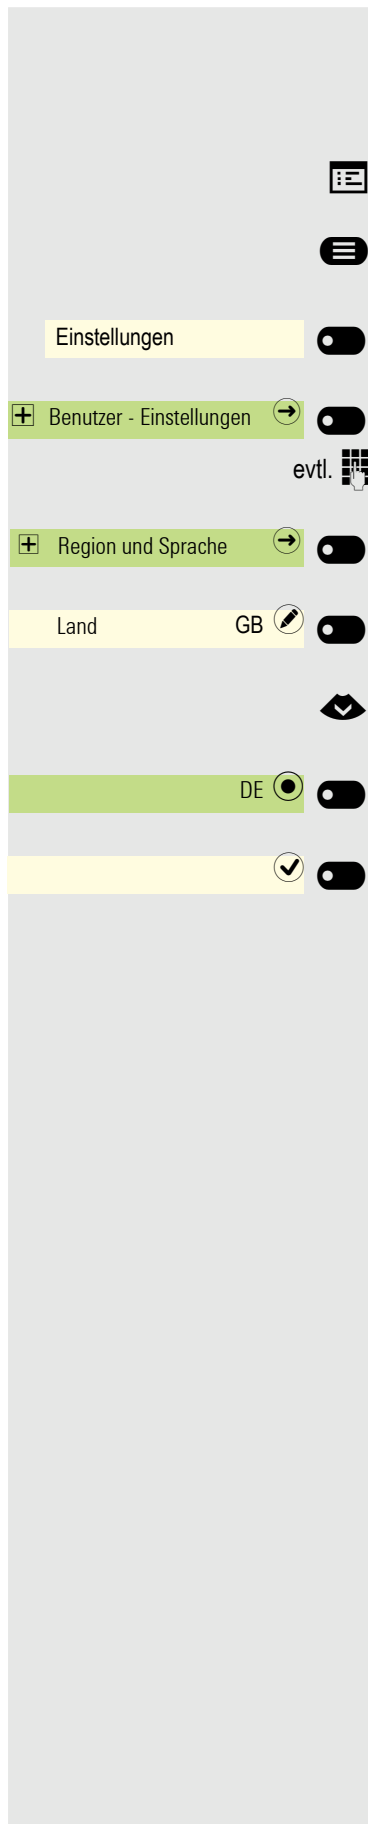 Einstellungen
Benutzer - Einstellungen
evtl.
Region und Sprache
Land GB
DE